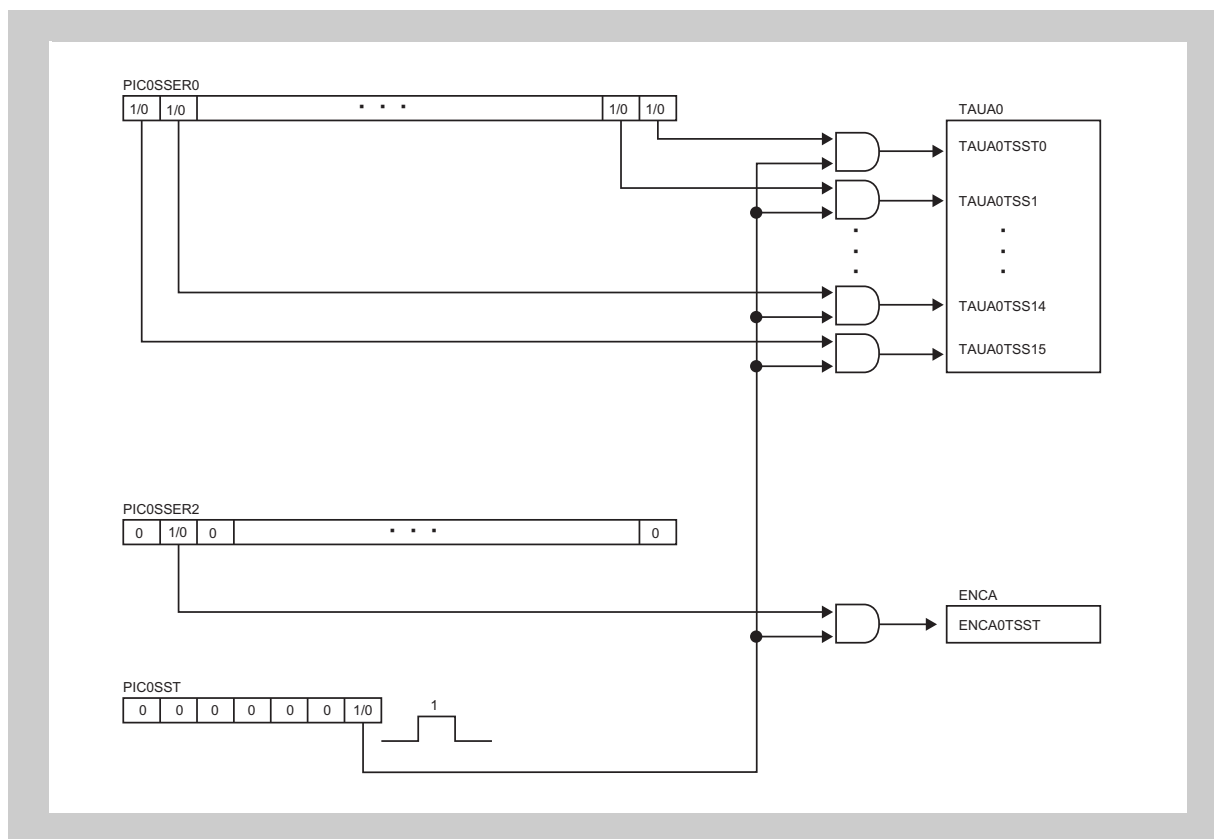 PIC0SSER0
1/0 1/0 · · · 1/0 1/0
TAUA0
TAUA0TSST0
TAUA0TSS1
TAUA0TSS14
TAUA0TSS15
PIC0SSER2
0 1/0 0 · · · 0
ENCA
ENCA0TSST
PIC0SST
0 0 0 0 0 0 1/0
1